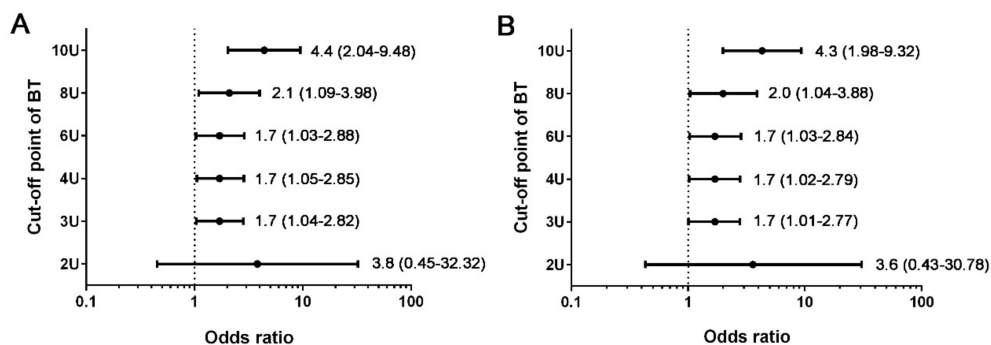 A
Cut-off point of BT
10U
4.4 (2.04-9.48)
8U
2.1 (1.09-3.98)
6U
1.7 (1.03-2.88)
4U
1.7 (1.05-2.85)
3U
1.7 (1.04-2.82)
2U
3.8 (0.45-32.32)
0.1 1 10 100
Odds ratio
B
Cut-off point of BT
10U
4.3 (1.98-9.32)
8U
2.0 (1.04-3.88)
6U
1.7 (1.03-2.84)
4U
1.7 (1.02-2.79)
3U
1.7 (1.01-2.77)
2U
3.6 (0.43-30.78)
0.1 1 10 100
Odds ratio